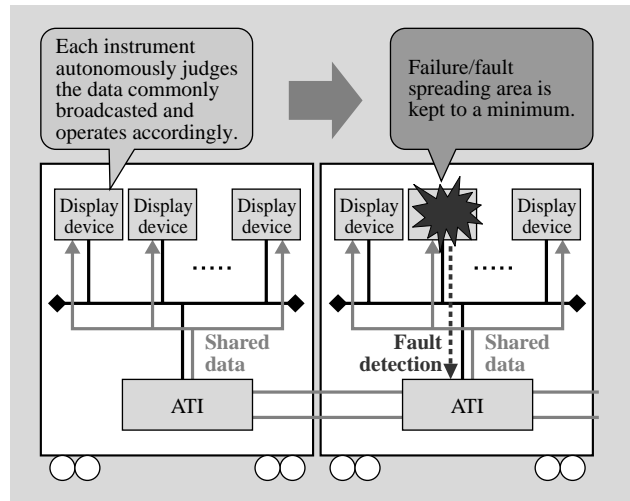 Each instrument
autonomously judges
the data commonly
broadcasted and
operates accordingly.
Failure/fault
spreading area is
kept to a minimum.
Display
device
Display
device
Display
device
.....
Shared
data
ATI
Display
device
Display
device
.....
Fault
detection
Shared
data
ATI